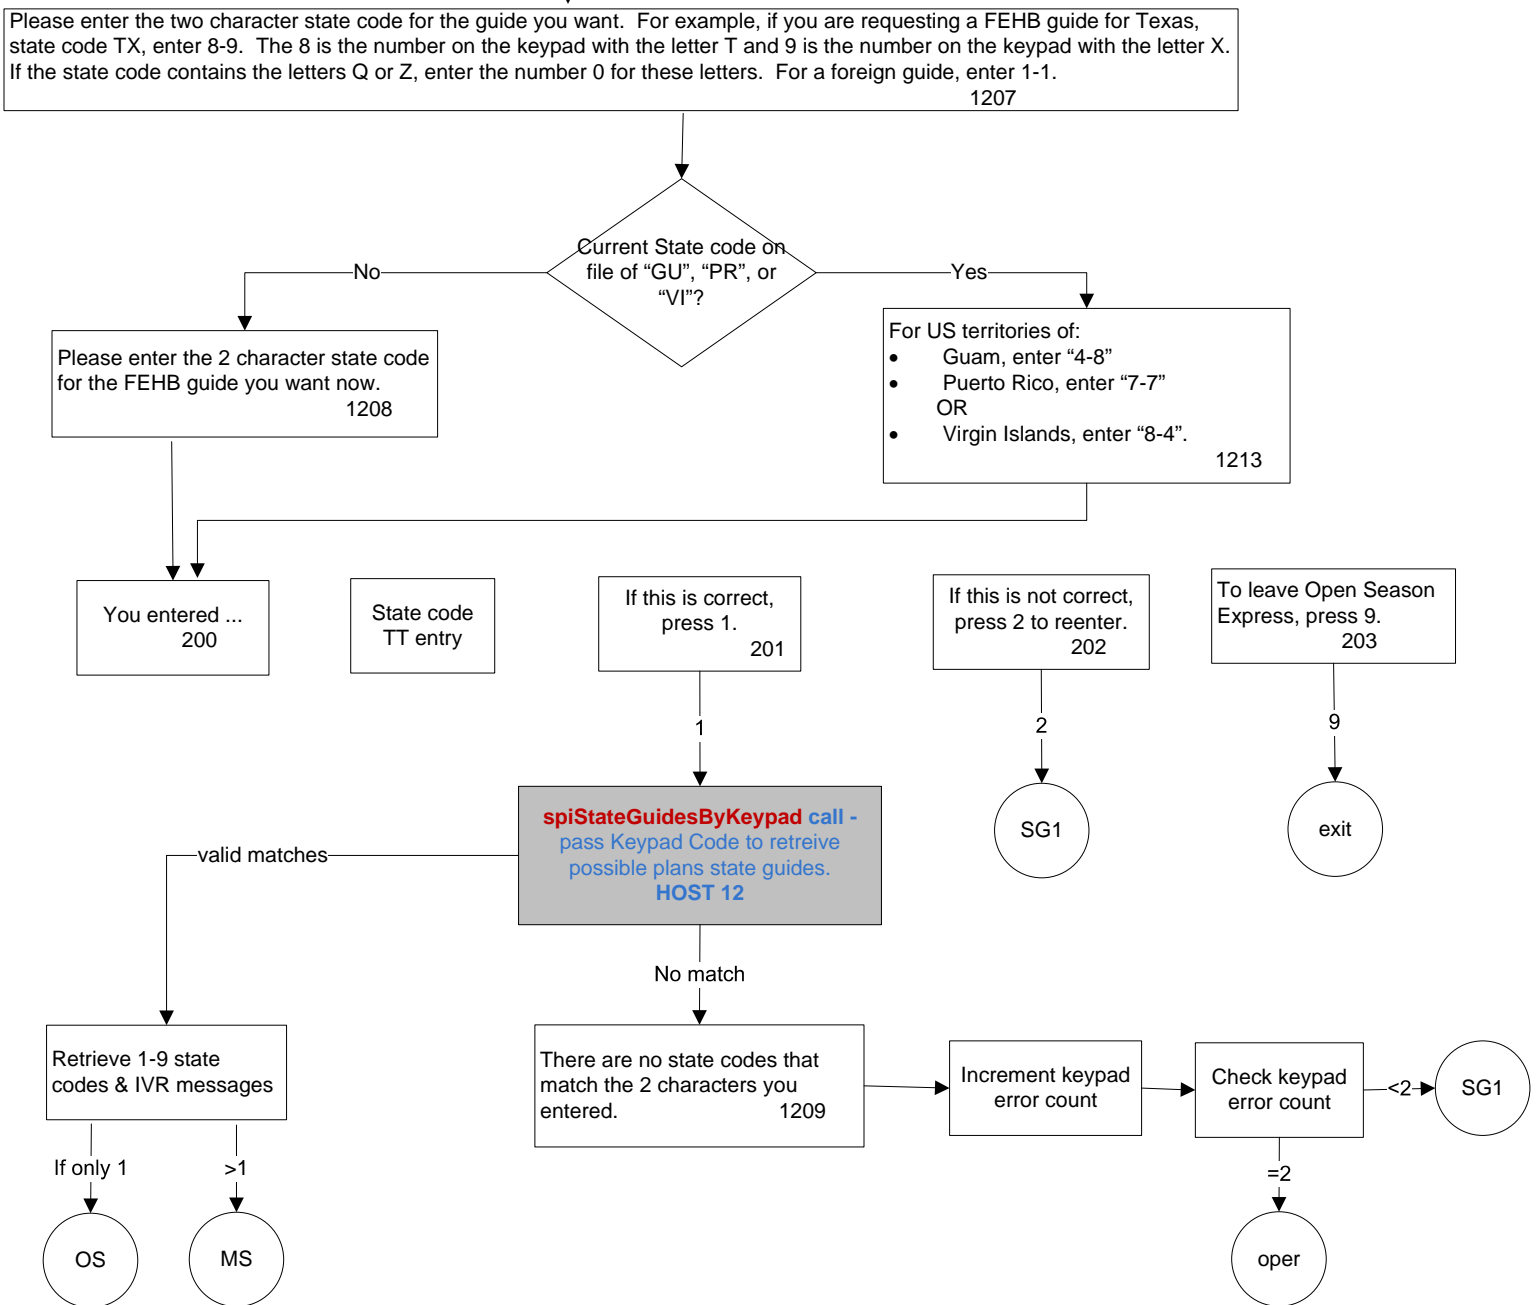 Please enter the two character state code for the guide you want.  For example, if you are requesting a FEHB guide for Texas,
state code TX, enter 8-9.  The 8 is the number on the keypad with the letter T and 9 is the number on the keypad with the letter X.
If the state code contains the letters Q or Z, enter the number 0 for these letters.  For a foreign guide, enter 1-1.
1207
Current State code on
file of “GU”, “PR”, or
“VI”?
No
Yes
Please enter the 2 character state code
for the FEHB guide you want now.
1208
For US territories of:
• Guam, enter “4-8”
• Puerto Rico, enter “7-7”
OR
• Virgin Islands, enter “8-4”.
1213
You entered ...
200
State code
TT entry
If this is correct,
press 1.
201
If this is not correct,
press 2 to reenter.
202
To leave Open Season
Express, press 9.
203
1
2
9
spiStateGuidesByKeypad call -
pass Keypad Code to retreive
possible plans state guides.
HOST 12
SG1
exit
valid matches
No match
Retrieve 1-9 state
codes & IVR messages
There are no state codes that
match the 2 characters you
entered. 1209
Increment keypad
error count
Check keypad
error count
<2
SG1
If only 1
>1
=2
OS
MS
oper